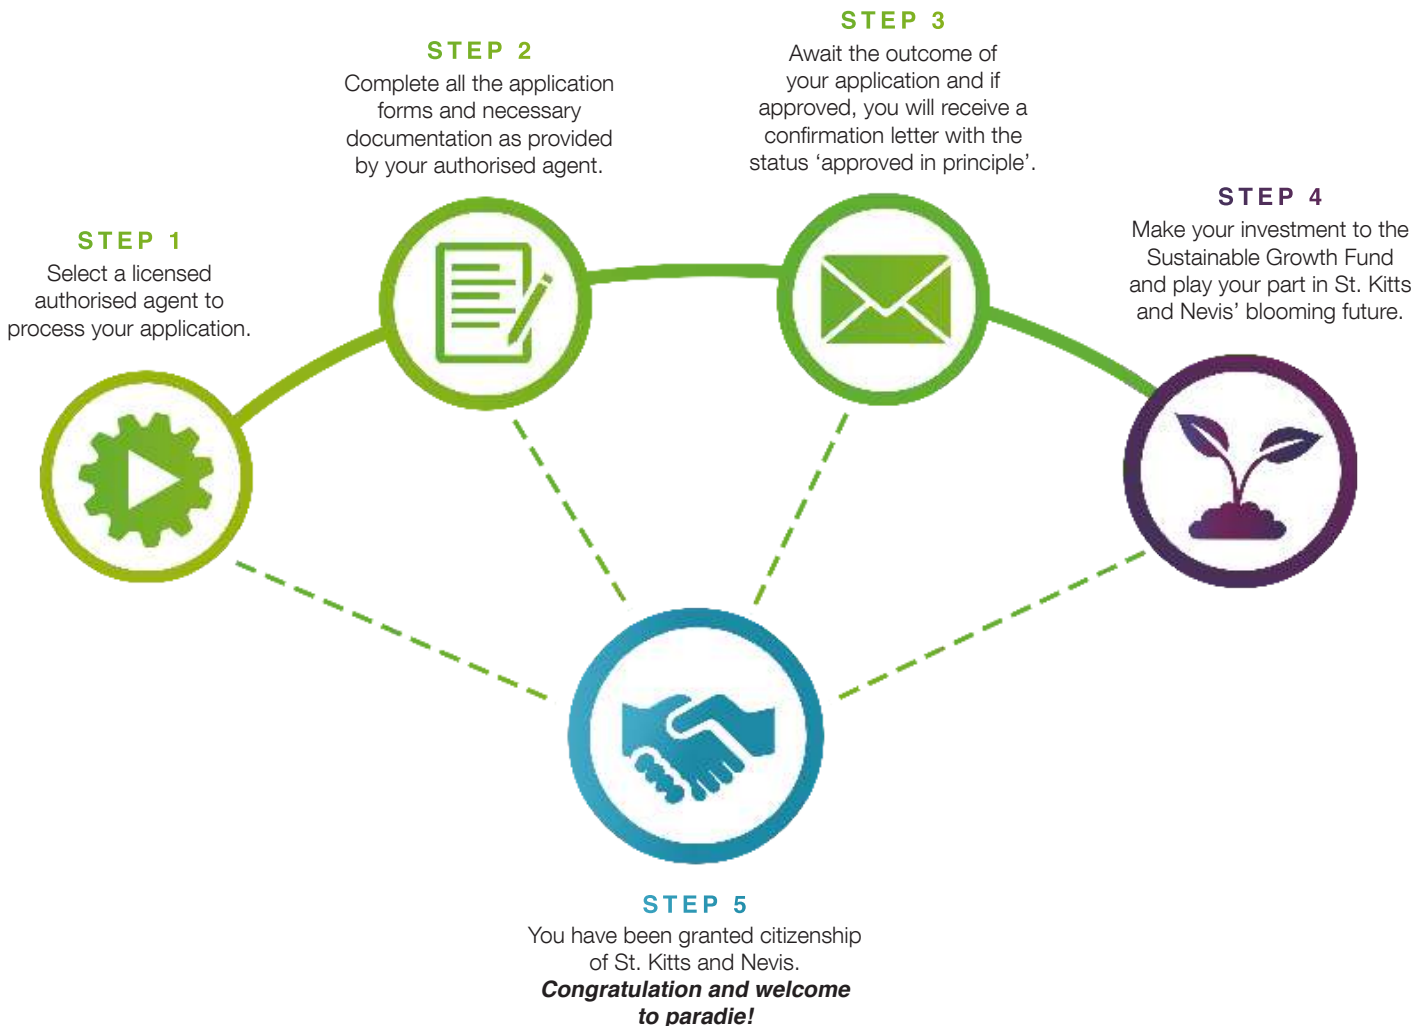 STEP 1
Select a licensed
authorised agent to
process your application.
STEP 2
Complete all the application
forms and necessary
documentation as provided
by your authorised agent.
STEP 3
Await the outcome of
your application and if
approved, you will receive a
confirmation letter with the
status ‘approved in principle’.
STEP 4
Make your investment to the
Sustainable Growth Fund
and play your part in St. Kitts
and Nevis’ blooming future.
STEP 5
You have been granted citizenship
of St. Kitts and Nevis.
Congratulation and welcome
to paradie!